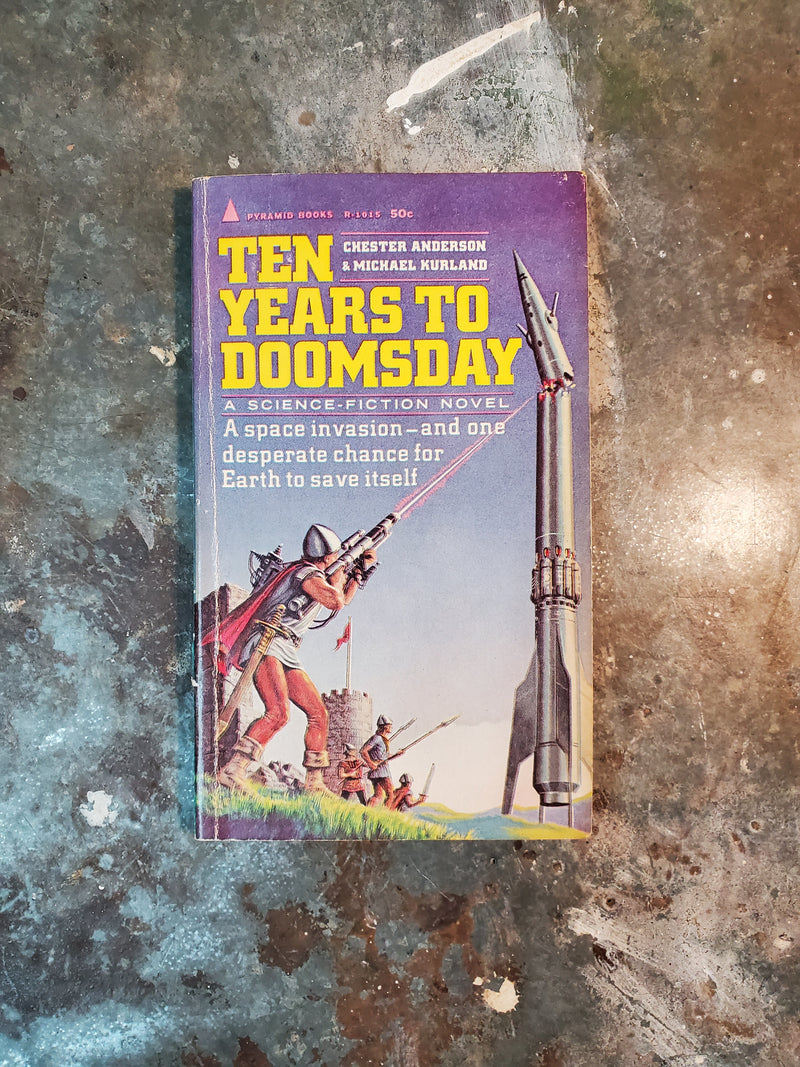 PYRAMID BOOKS R-1015 50c
TEN
CHESTER ANDERSON
& MICHAEL KURLAND
YEARS TO
DOOMSDAY
A SCIENCE-FICTION NOVEL
A space invasion—and one
desperate chance for
Earth to save itself